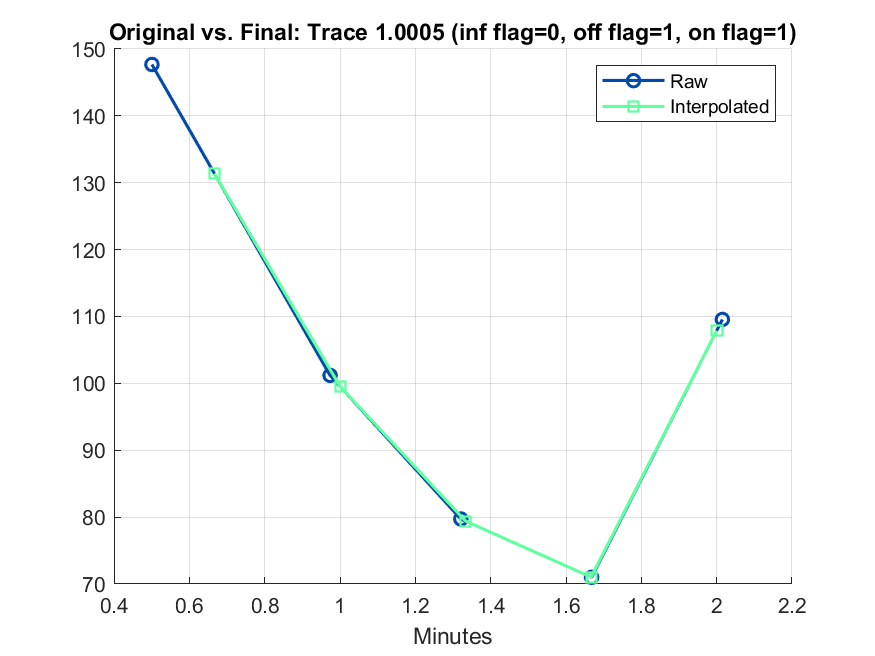 Original vs. Final: Trace 1.0005 (inf flag=0, off flag=1, on flag=1)
150
140
130
120
110
100
90
80
70
Raw
Interpolated
0.4 0.6 0.8 1 1.2 1.4 1.6 1.8 2 2.2
Minutes